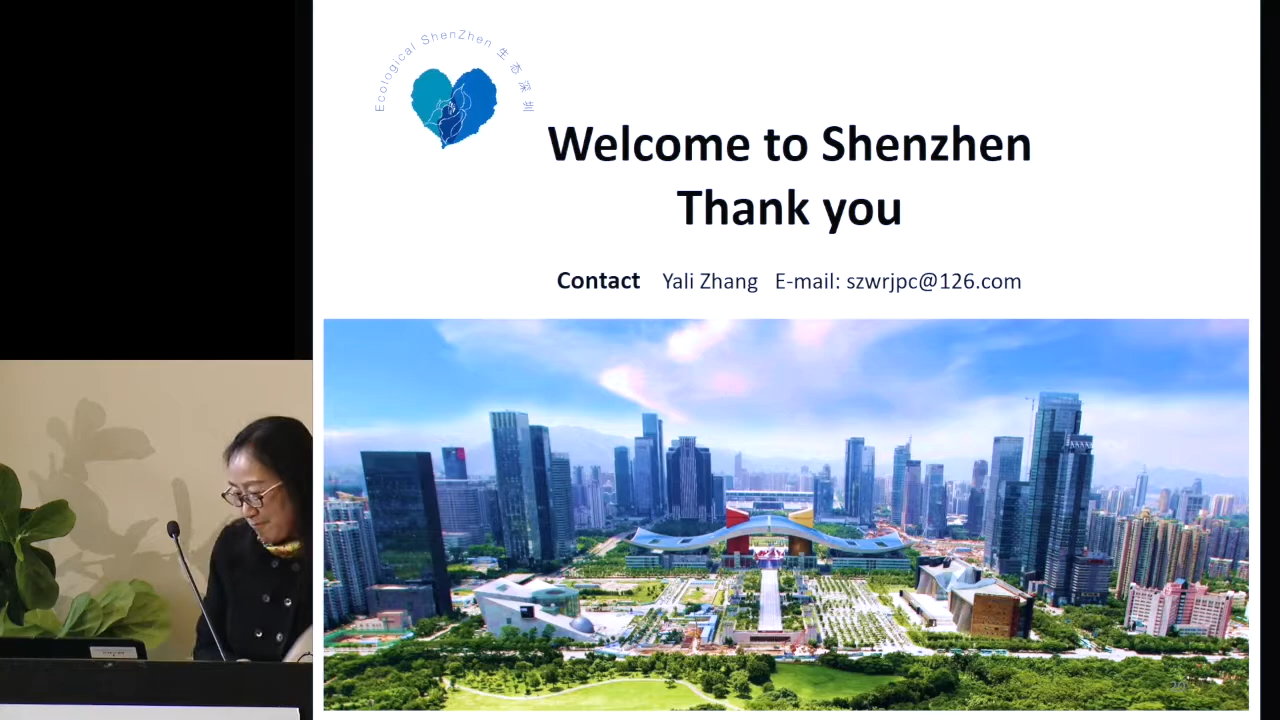 Ecological ShenZhen 生态深圳
Welcome to Shenzhen
Thank you
Contact Yali Zhang E-mail: szwrjpc@126.com